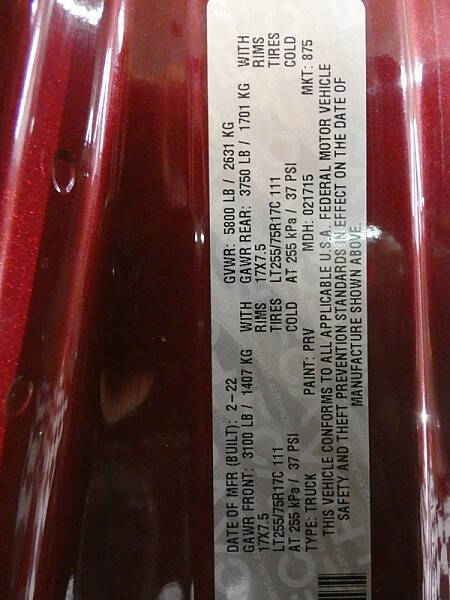 DATE OF MFR (BUILT): 2-22 GVWR: 5800 LB / 2631 KG
GAWR FRONT: 3100 LB / 1407 KG WITH GAWR REAR: 3750 LB / 1701 KG WITH
17X7.5 RIMS 17X7.5 RIMS
LT255/75R17C 111 TIRES LT255/75R17C 111 TIRES
AT 255 kPa / 37 PSI COLD AT 255 kPa / 37 PSI COLD
TYPE: TRUCK PAINT: PRV MDH: 021715 MKT: 875
THIS VEHICLE CONFORMS TO ALL APPLICABLE U.S.A. FEDERAL MOTOR VEHICLE
SAFETY AND THEFT PREVENTION STANDARDS IN EFFECT ON THE DATE OF
MANUFACTURE SHOWN ABOVE.